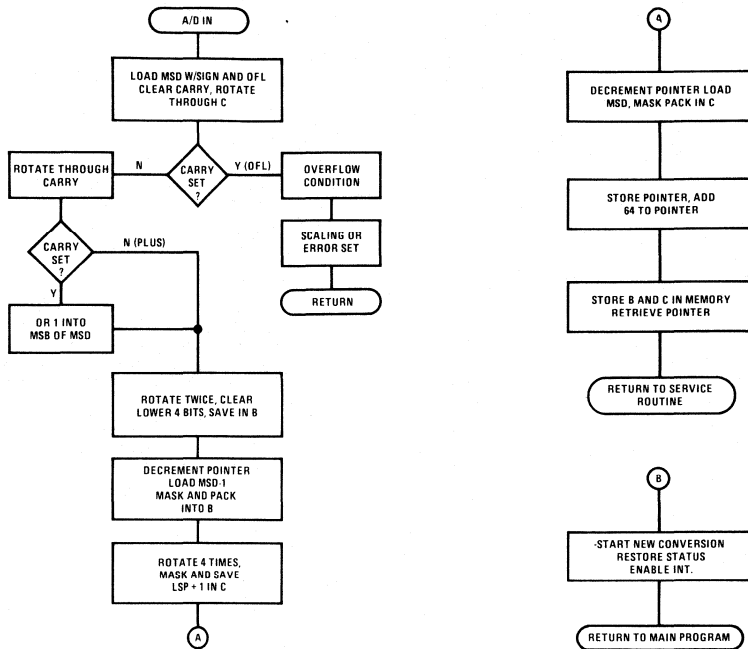 A/D IN
LOAD MSD W/SIGN AND OFL
CLEAR CARRY, ROTATE
THROUGH C
CARRY
SET
?
N
Y (OFL)
ROTATE THROUGH
CARRY
OVERFLOW
CONDITION
CARRY
SET
?
N (PLUS)
Y
SCALING OR
ERROR SET
RETURN
OR 1 INTO
MSB OF MSD
ROTATE TWICE, CLEAR
LOWER 4 BITS, SAVE IN B
DECREMENT POINTER
LOAD MSD-1
MASK AND PACK
INTO B
ROTATE 4 TIMES,
MASK AND SAVE
LSP + 1 IN C
A
A
DECREMENT POINTER LOAD
MSD, MASK PACK IN C
STORE POINTER, ADD
64 TO POINTER
STORE B AND C IN MEMORY
RETRIEVE POINTER
RETURN TO SERVICE
ROUTINE
B
-START NEW CONVERSION
RESTORE STATUS
ENABLE INT.
RETURN TO MAIN PROGRAM